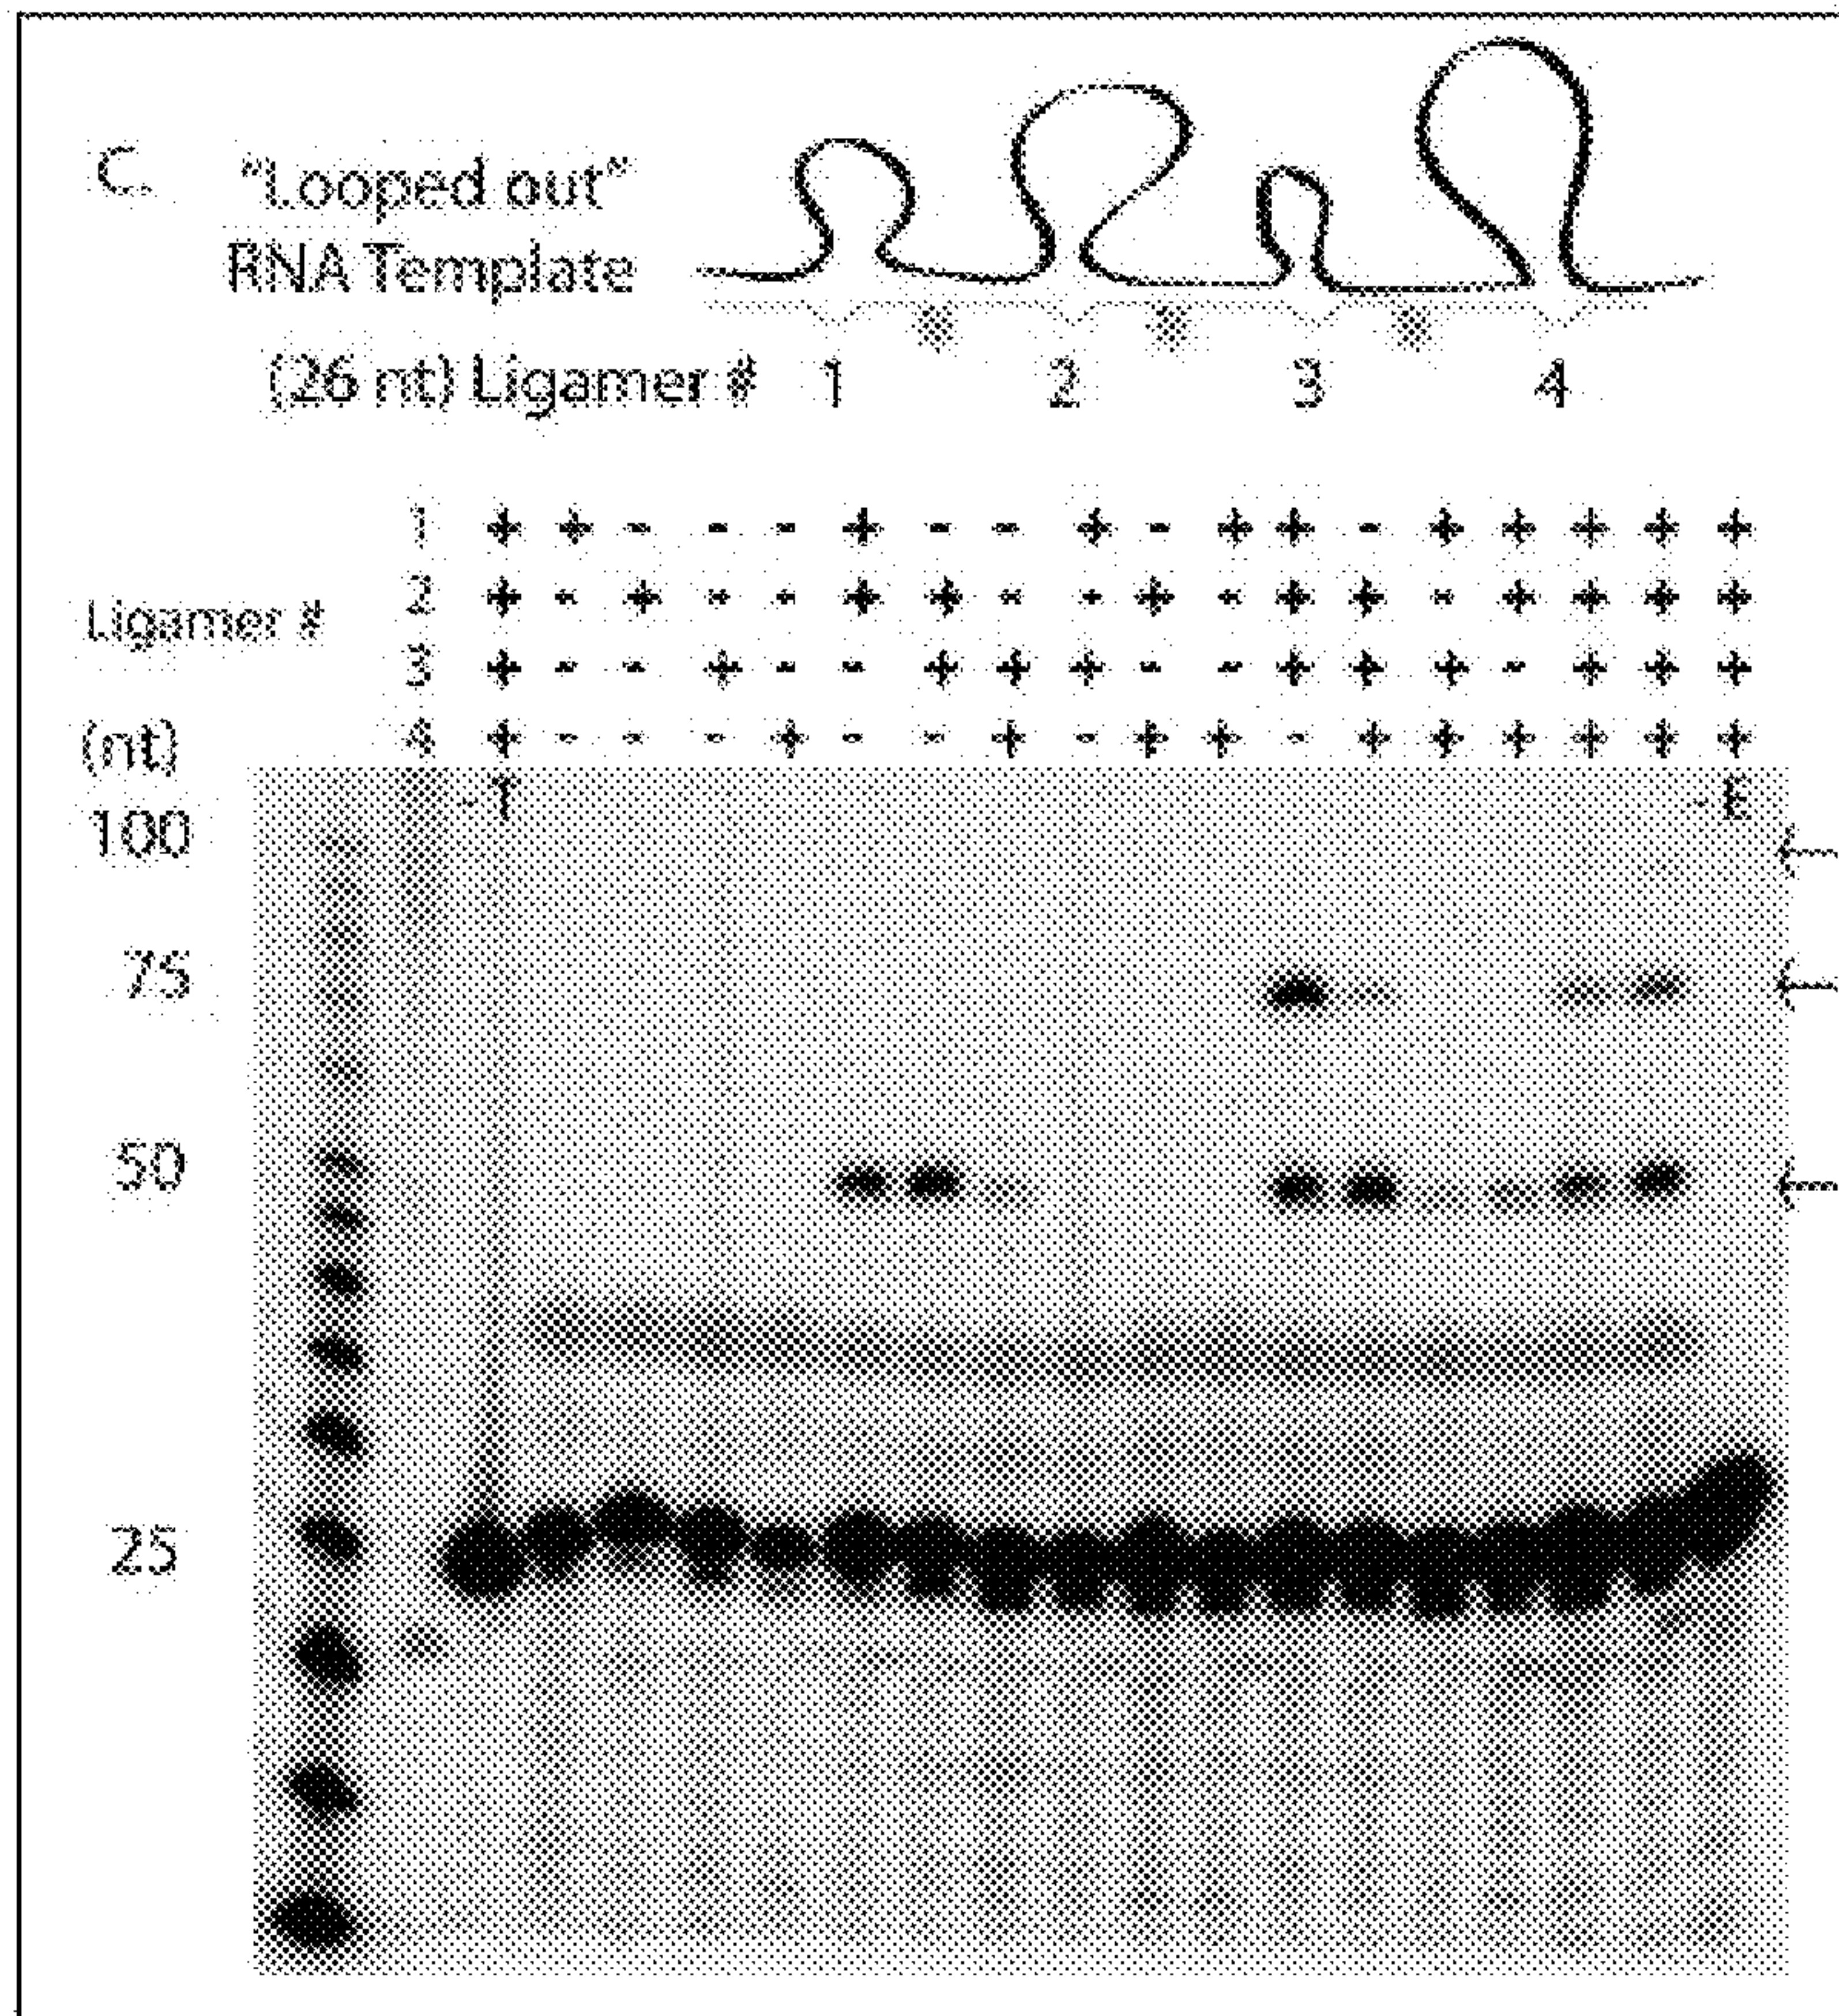 C. "Looped out"
RNA Template
(26 nt) Ligamer # 1 2 3 4
1 + + - - - + - - + - + + - + + + + +
Ligamer # 2 + - + - - + + - - + - + + - + + + +
3 + - - + - - + + + - - + + + - + + +
(nt) 4 + - - - + - - + - + + - + + + + + +
-T -E
100
75
50
25